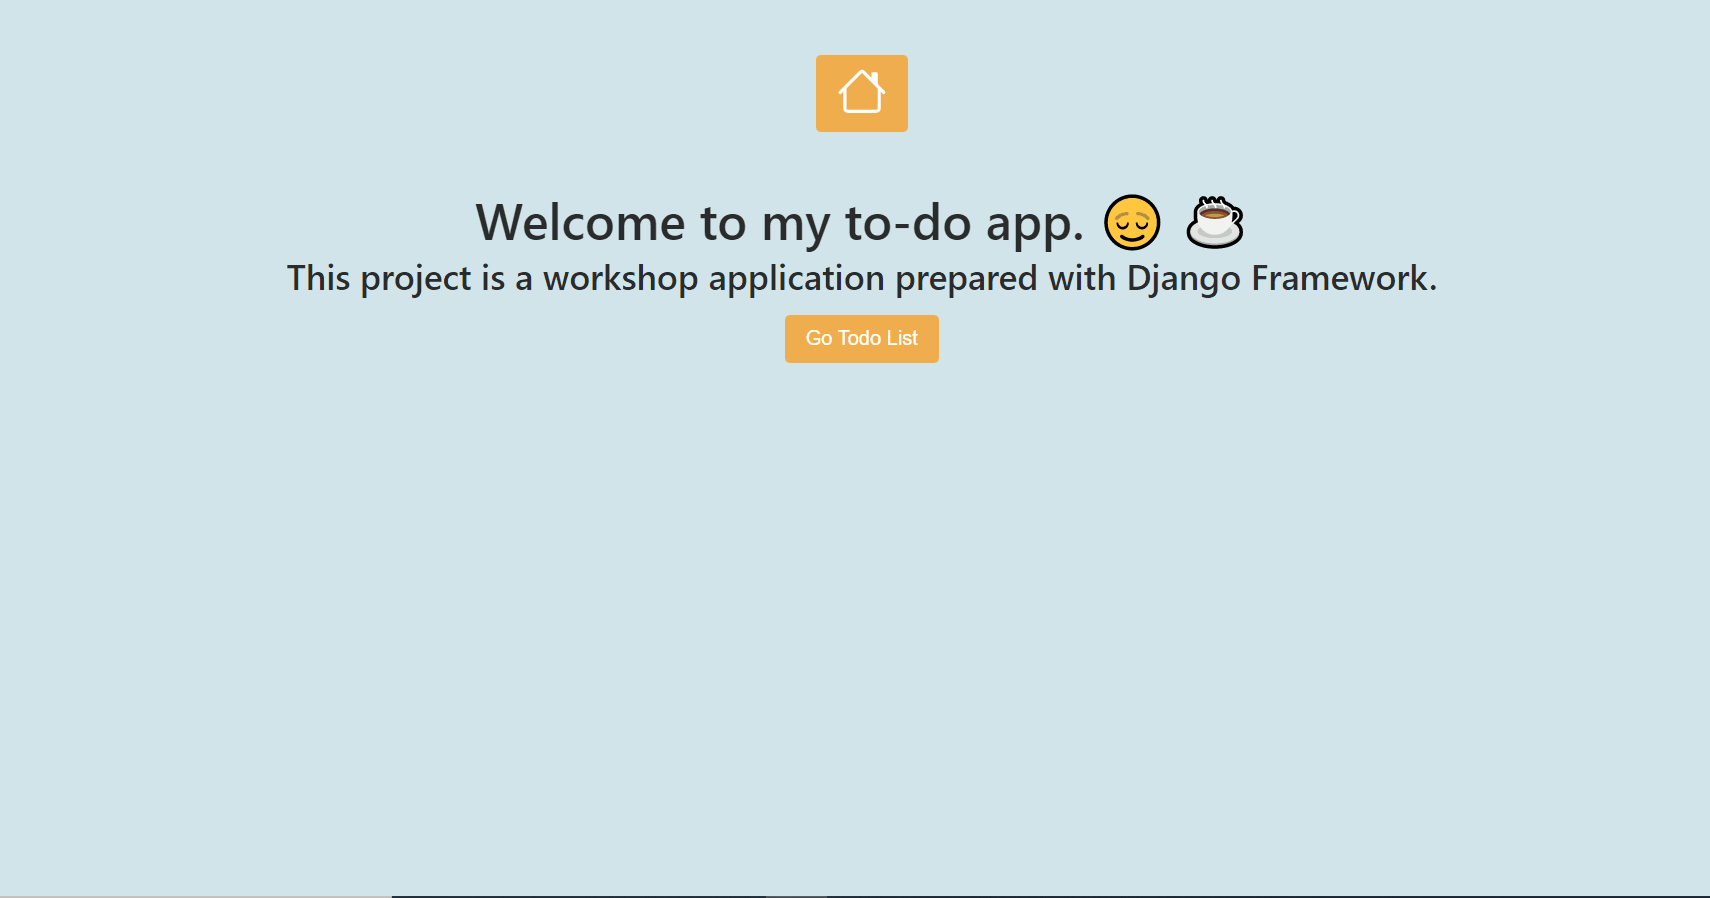 Welcome to my to-do app. 😌 ☕
This project is a workshop application prepared with Django Framework.
Go Todo List